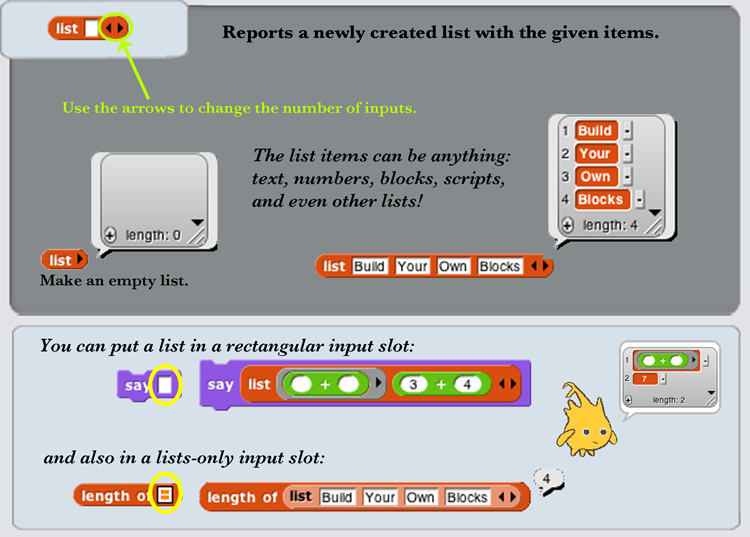 list
Reports a newly created list with the given items.
Use the arrows to change the number of inputs.
The list items can be anything:
text, numbers, blocks, scripts,
and even other lists!
1 Build -
2 Your -
3 Own -
4 Blocks -
+ length: 4
+ length: 0
list
Make an empty list.
list Build Your Own Blocks
You can put a list in a rectangular input slot:
say
say list + 3 + 4
1 + -
2 7 -
+ length: 2
and also in a lists-only input slot:
length of
length of list Build Your Own Blocks
4